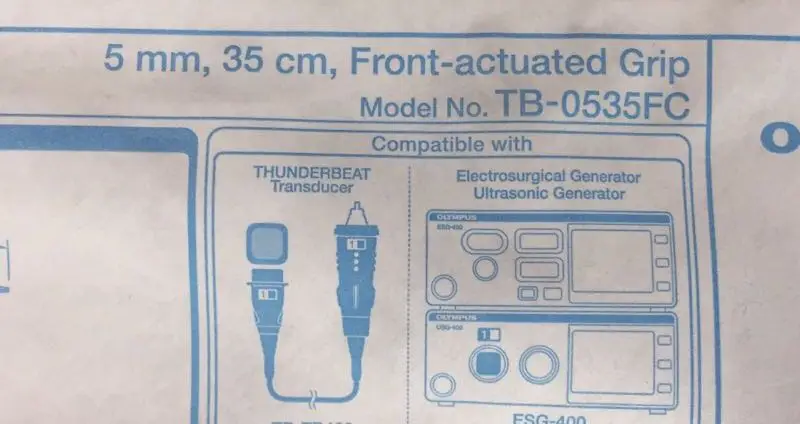 5 mm, 35 cm, Front-actuated Grip
Model No. TB-0535FC
Compatible with
THUNDERBEAT
Transducer
Electrosurgical Generator
Ultrasonic Generator
OLYMPUS
ESG-400
1
1
OLYMPUS
USG-400
1
ESG-400